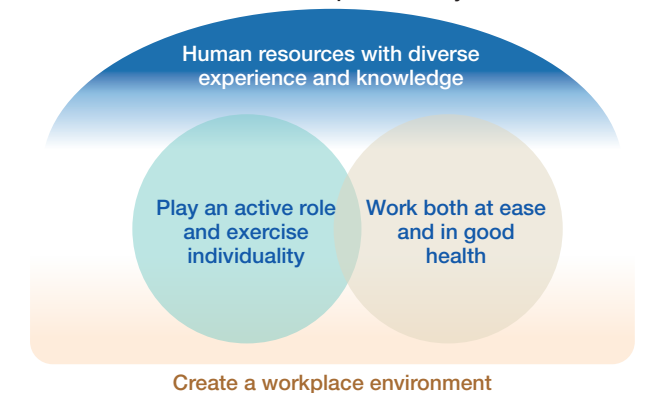 Human resources with diverse
experience and knowledge
Play an active role
and exercise
individuality
Work both at ease
and in good
health
Create a workplace environment